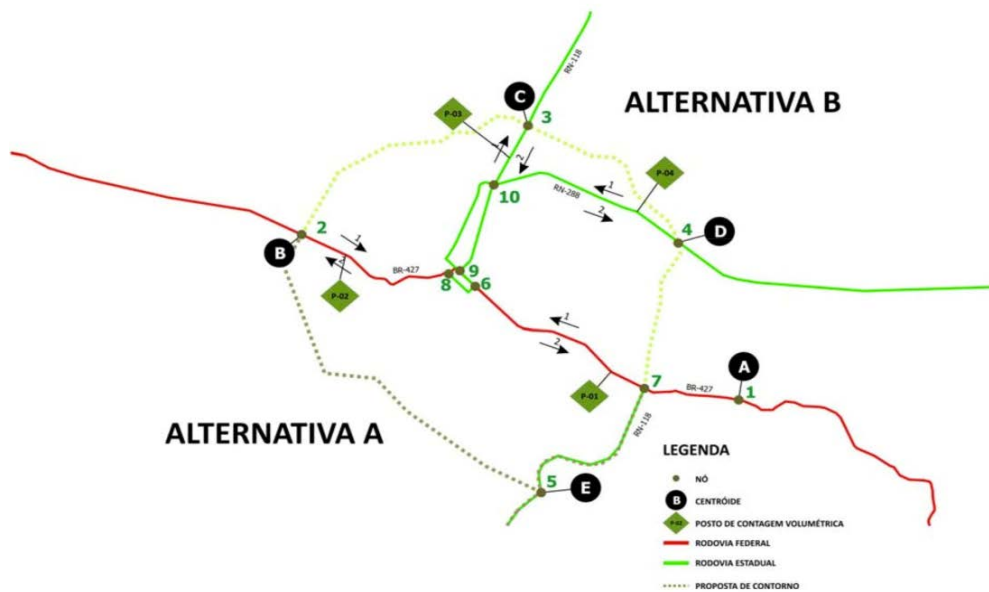 RN-118
C
3
ALTERNATIVA B
P-03
1
2
10
RN-288
1
2
P-04
4
D
2
B
1
2
P-02
BR-427
9
8
6
1
2
P-01
7
BR-427
A
1
RN-118
ALTERNATIVA A
5
E
LEGENDA
NÓ
B
CENTRÓIDE
P-02
POSTO DE CONTAGEM VOLUMÉTRICA
RODOVIA FEDERAL
RODOVIA ESTADUAL
PROPOSTA DE CONTORNO